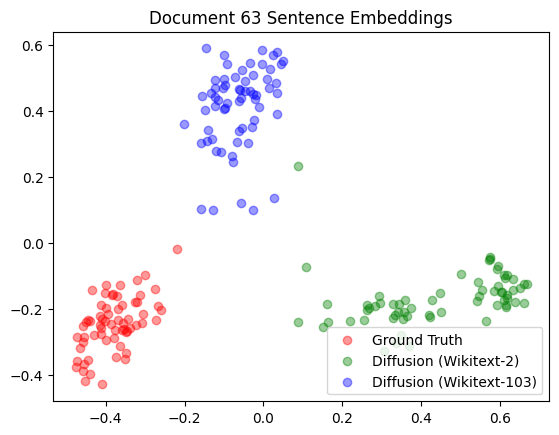 Document 63 Sentence Embeddings
0.6
0.4
0.2
0.0
−0.2
−0.4
Ground Truth
Diffusion (Wikitext-2)
Diffusion (Wikitext-103)
−0.4 −0.2 0.0 0.2 0.4 0.6